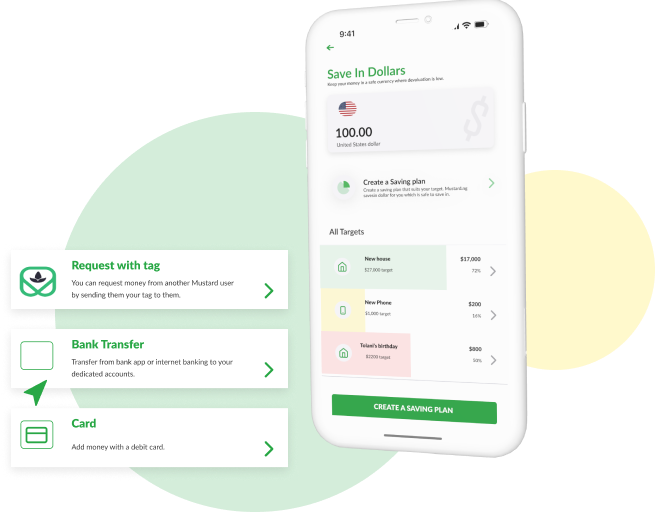 9:41
Save In Dollars
Keep your money in a safe currency where devaluation is low.
100.00
United States dollar
Create a Saving plan
Create a saving plan that suits your target. Mustard
saves in dollar for you which is safe to save in.
All Targets
New house
$17,000
$27,000 target
72%
New Phone
$200
$1,000 target
16%
Tolani's birthday
$800
$2200 target
50%
CREATE A SAVING PLAN
Request with tag
You can request money from another Mustard user
by sending them your tag to them.
Bank Transfer
Transfer from bank app or internet banking to your
dedicated accounts.
Card
Add money with a debit card.